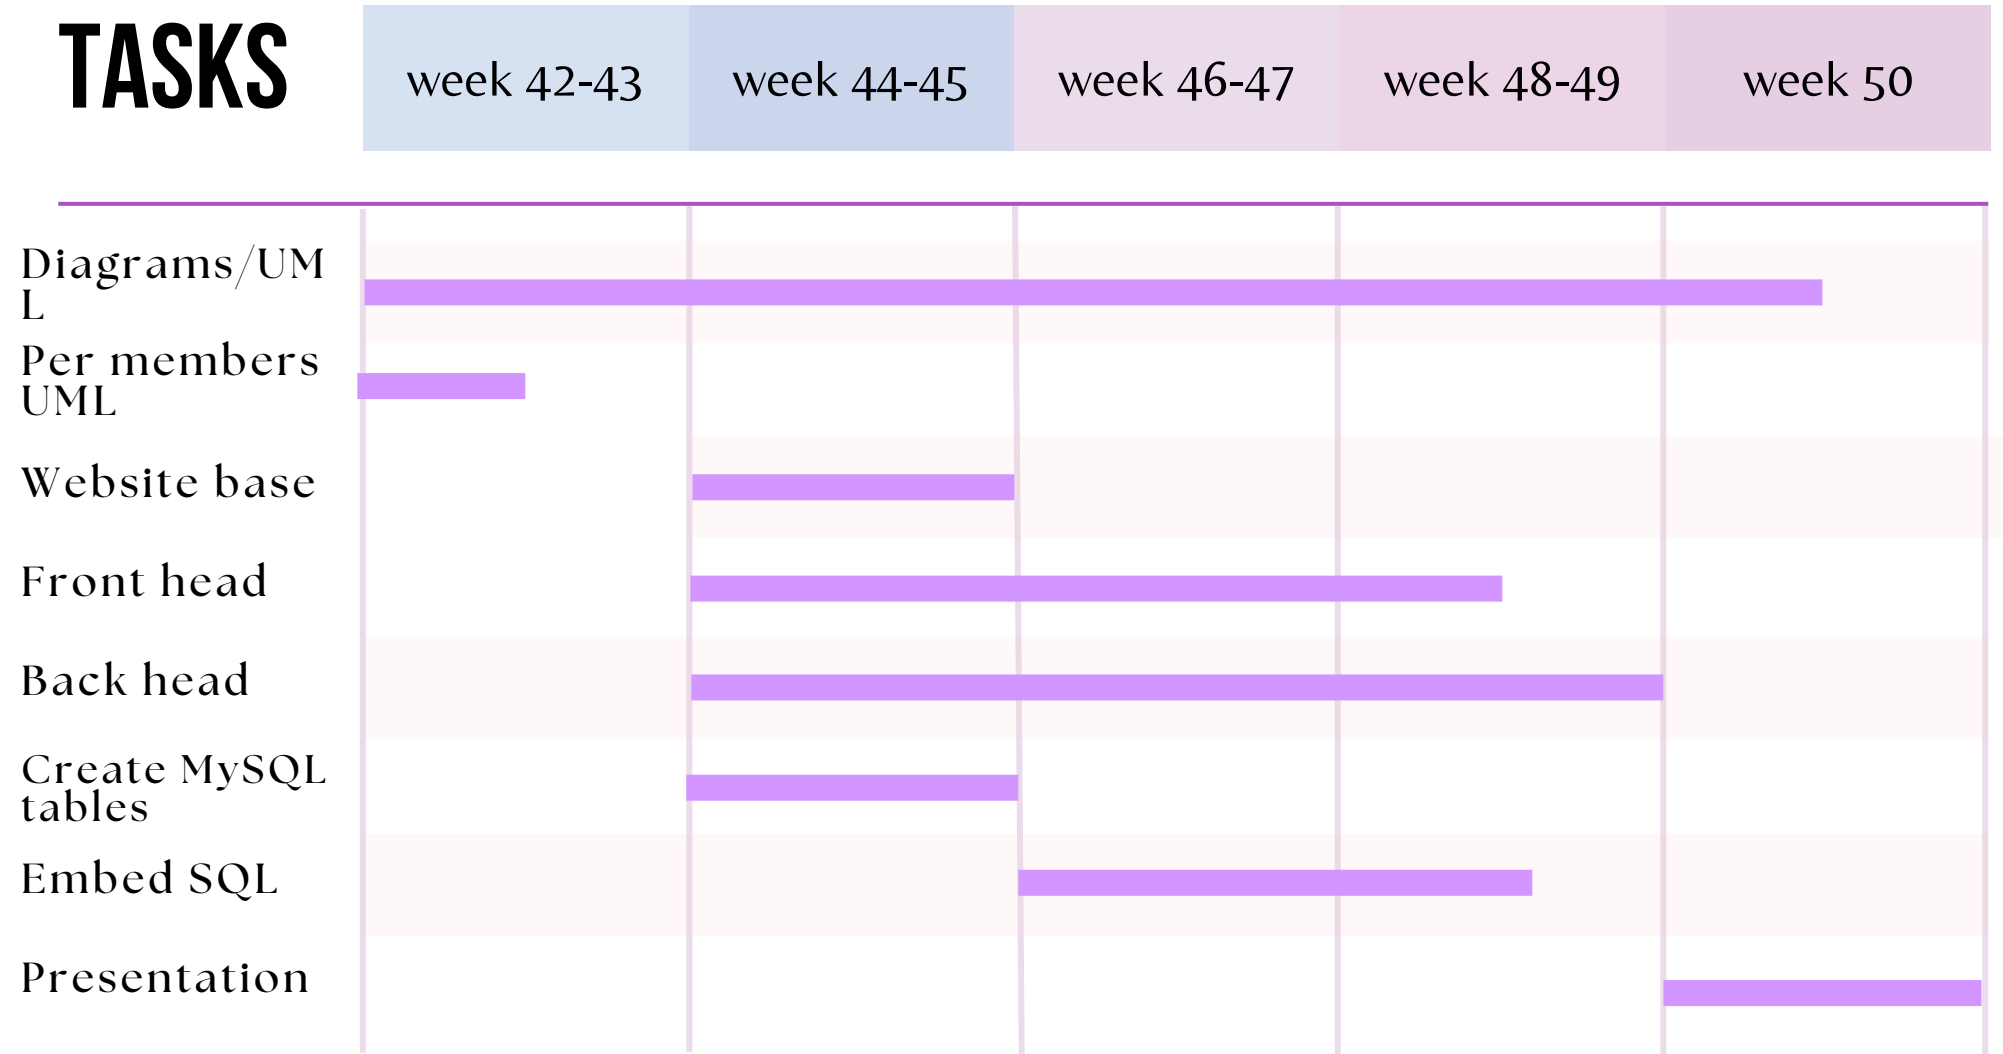 TASKS
week 42-43
week 44-45
week 46-47
week 48-49
week 50
Diagrams/UM
L
Per members
UML
Website base
Front head
Back head
Create MySQL
tables
Embed SQL
Presentation